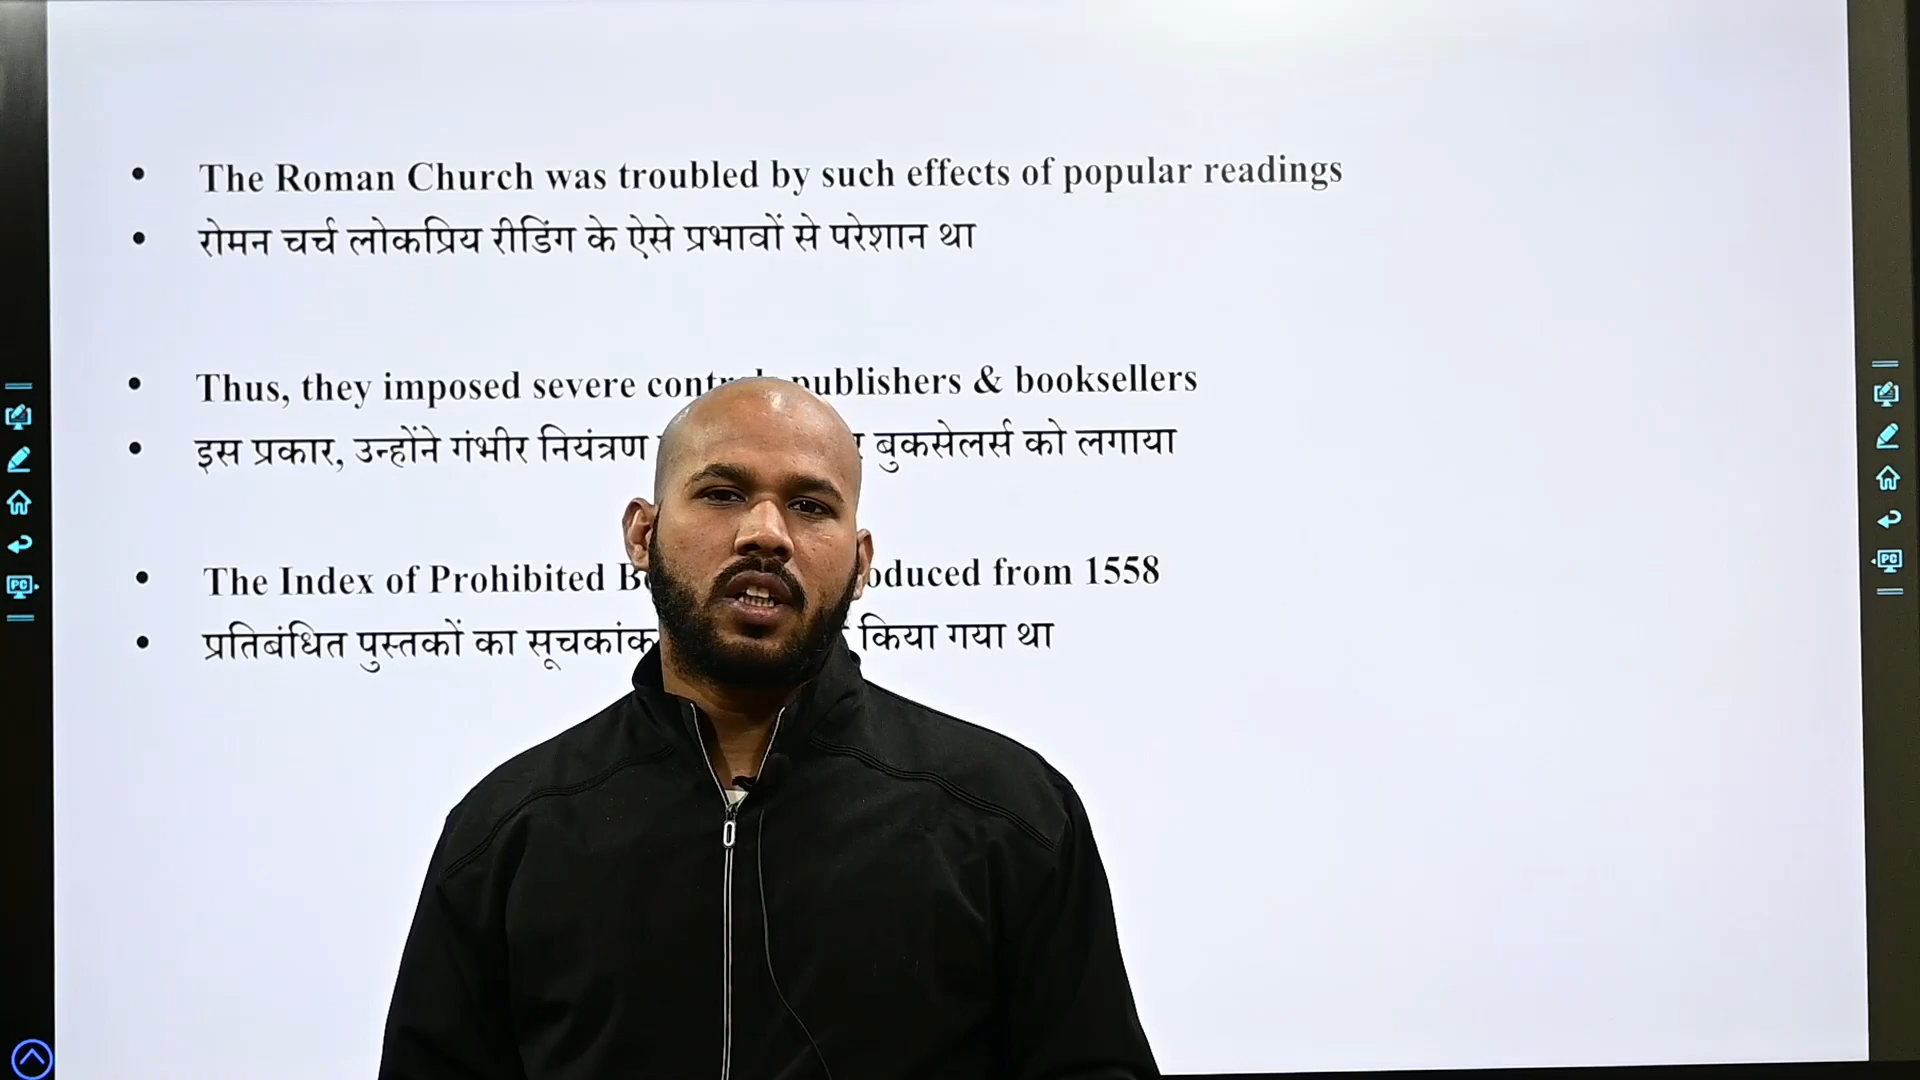 • The Roman Church was troubled by such effects of popular readings
• रोमन चर्च लोकप्रिय रीडिंग के ऐसे प्रभावों से परेशान था
• Thus, they imposed severe publishers & booksellers
• इस प्रकार, उन्होंने गंभीर नियंत्रण बुकसेलर्स को लगाया
• The Index of Prohibited from 1558
• प्रतिबंधित पुस्तकों का सूचकांक किया गया था
PC
PC